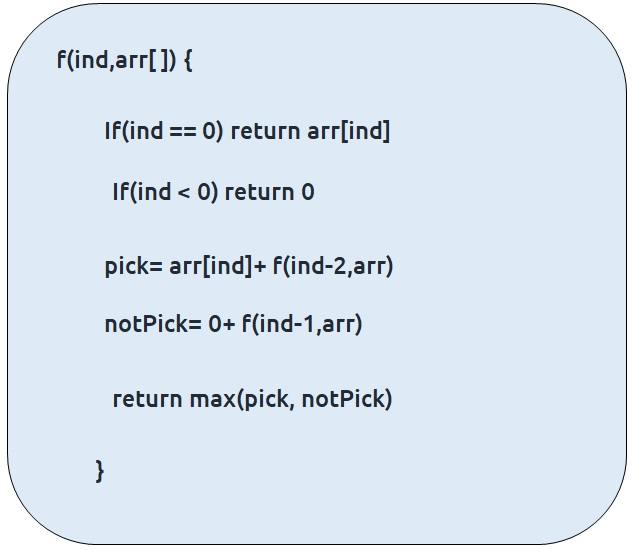 f(ind,arr[ ]) {
If(ind == 0) return arr[ind]
If(ind < 0) return 0
pick= arr[ind]+ f(ind-2,arr)
notPick= 0+ f(ind-1,arr)
return max(pick, notPick)
}